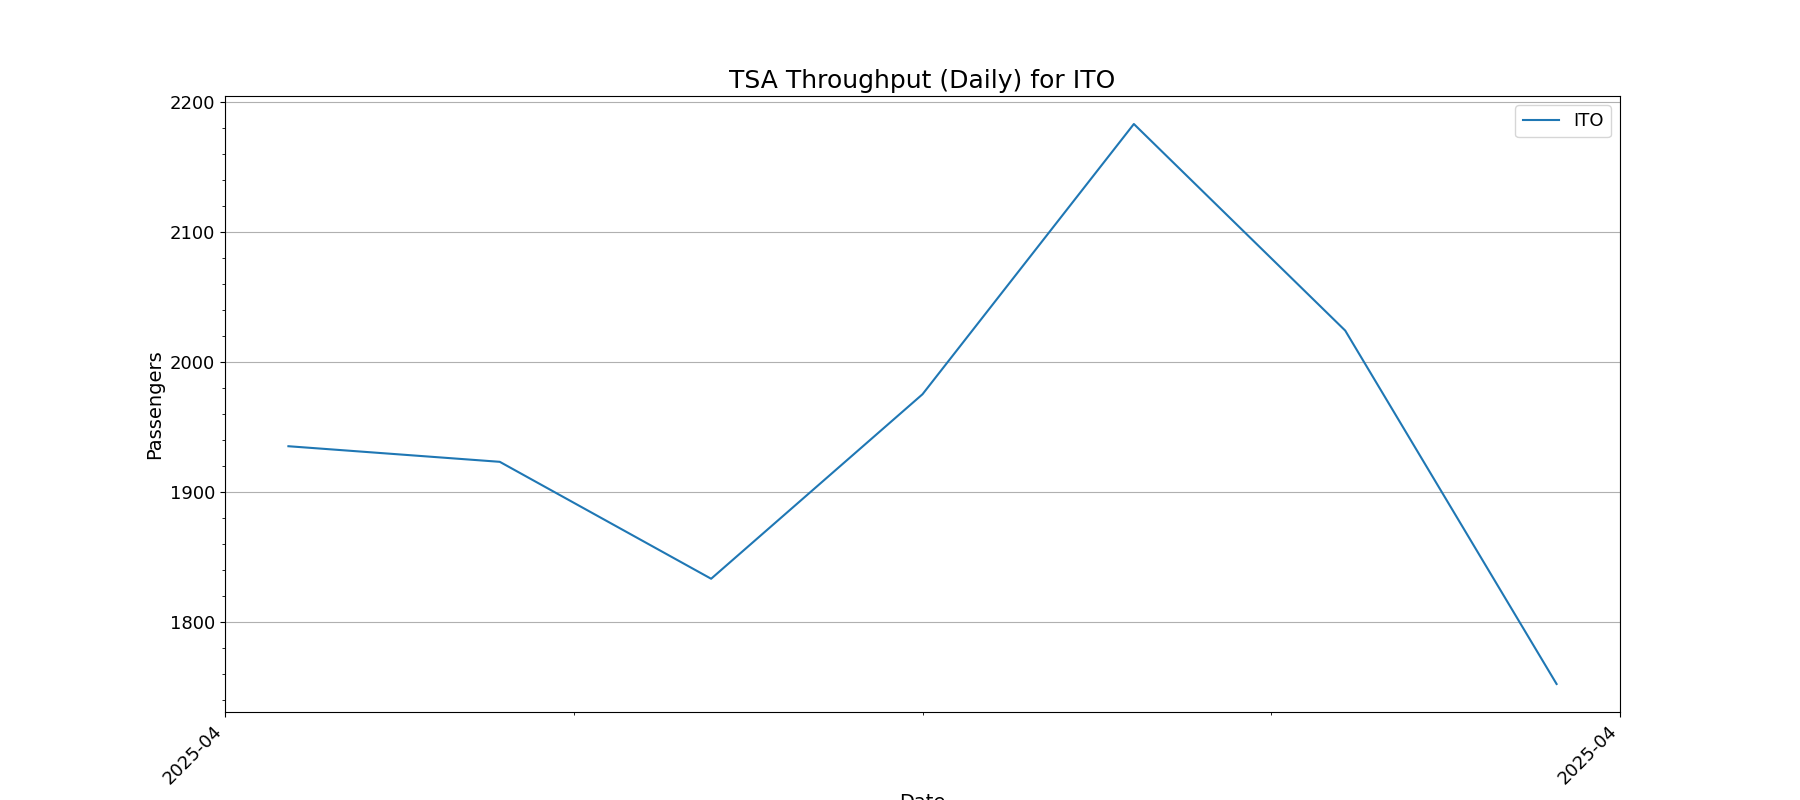 TSA Throughput (Daily) for ITO
ITO
2200
2100
2000
1900
1800
Passengers
2025-04
2025-04
Date